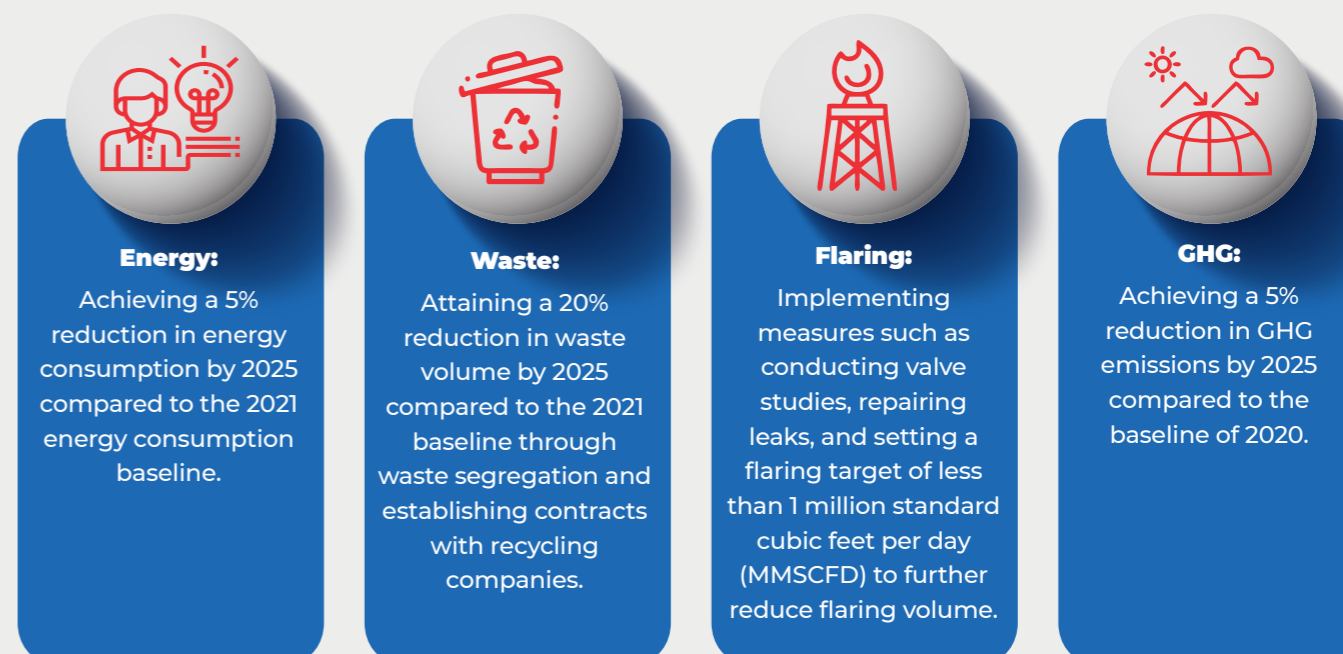 Energy:
Achieving a 5%
reduction in energy
consumption by 2025
compared to the 2021
energy consumption
baseline.
Waste:
Attaining a 20%
reduction in waste
volume by 2025
compared to the 2021
baseline through
waste segregation and
establishing contracts
with recycling
companies.
Flaring:
Implementing
measures such as
conducting valve
studies, repairing
leaks, and setting a
flaring target of less
than 1 million standard
cubic feet per day
(MMSCFD) to further
reduce flaring volume.
GHG:
Achieving a 5%
reduction in GHG
emissions by 2025
compared to the
baseline of 2020.